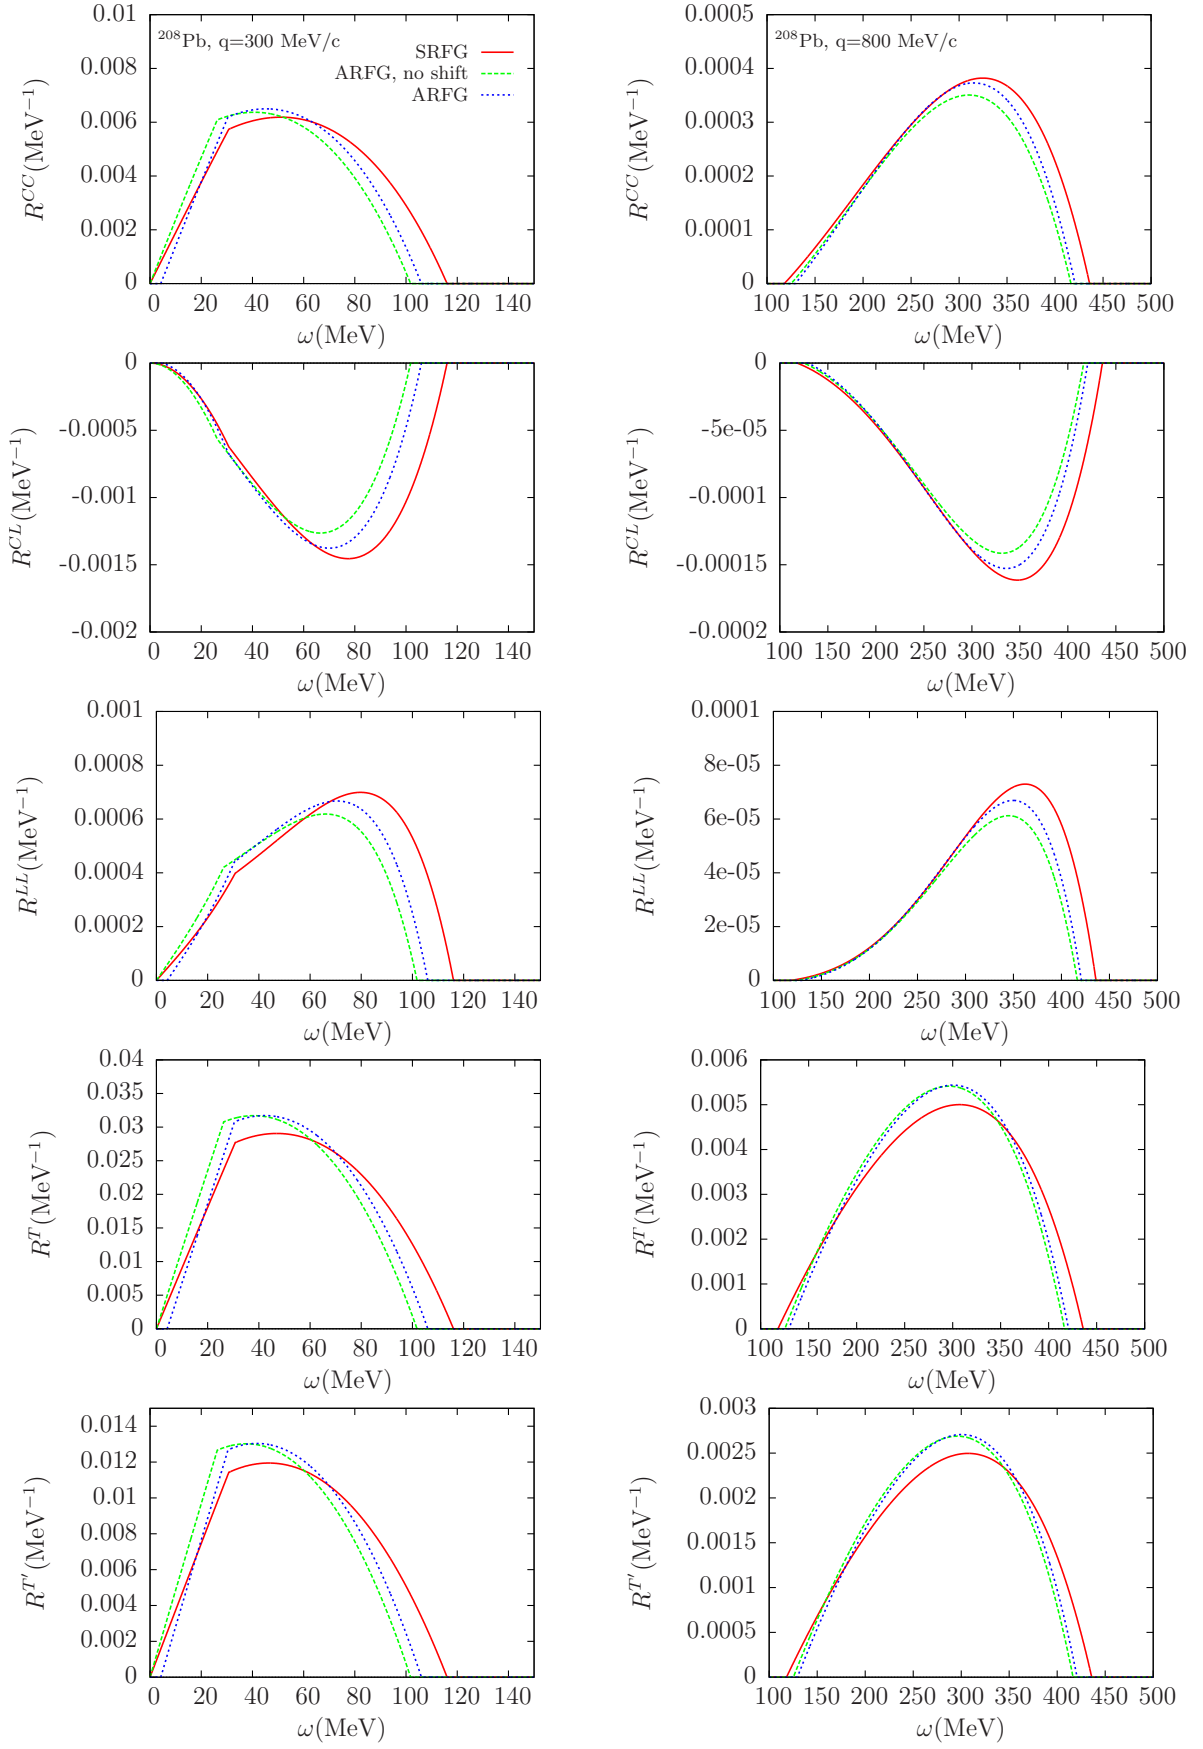 0.01
0.008
0.006
0.004
0.002
0
R^{CC}(MeV^{−1})
^{208}Pb, q=300 MeV/c
SRFG
ARFG, no shift
ARFG
0 20 40 60 80 100 120 140
ω(MeV)
0.0005
0.0004
0.0003
0.0002
0.0001
0
R^{CC}(MeV^{−1})
^{208}Pb, q=800 MeV/c
100 150 200 250 300 350 400 450 500
ω(MeV)
0
-0.0005
-0.001
-0.0015
-0.002
R^{CL}(MeV^{−1})
0 20 40 60 80 100 120 140
ω(MeV)
0
-5e-05
-0.0001
-0.00015
-0.0002
R^{CL}(MeV^{−1})
100 150 200 250 300 350 400 450 500
ω(MeV)
0.001
0.0008
0.0006
0.0004
0.0002
0
R^{LL}(MeV^{−1})
0 20 40 60 80 100 120 140
ω(MeV)
0.0001
8e-05
6e-05
4e-05
2e-05
0
R^{LL}(MeV^{−1})
100 150 200 250 300 350 400 450 500
ω(MeV)
0.04
0.035
0.03
0.025
0.02
0.015
0.01
0.005
0
R^{T}(MeV^{−1})
0 20 40 60 80 100 120 140
ω(MeV)
0.006
0.005
0.004
0.003
0.002
0.001
0
R^{T}(MeV^{−1})
100 150 200 250 300 350 400 450 500
ω(MeV)
0.014
0.012
0.01
0.008
0.006
0.004
0.002
0
R^{T′}(MeV^{−1})
0 20 40 60 80 100 120 140
ω(MeV)
0.003
0.0025
0.002
0.0015
0.001
0.0005
0
R^{T′}(MeV^{−1})
100 150 200 250 300 350 400 450 500
ω(MeV)